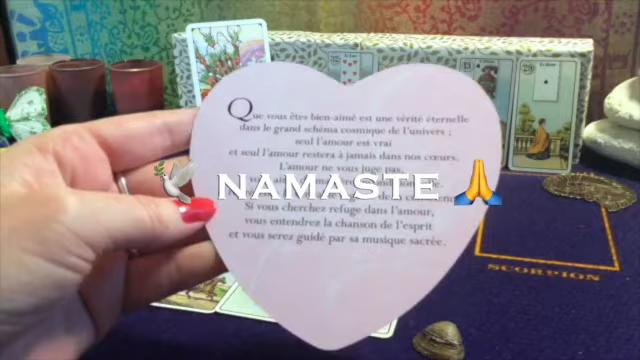 Que vous êtes bien-aimé est une vérité éternelle
dans le grand schéma cosmique de l'univers ;
seul l'amour est vrai
et seul l'amour restera à jamais dans nos cœurs.
L'amour ne vous juge pas,
NAMASTE
Si vous cherchez refuge dans l'amour,
vous entendrez la chanson de l'esprit
et vous serez guidé par sa musique sacrée.
SCORPION